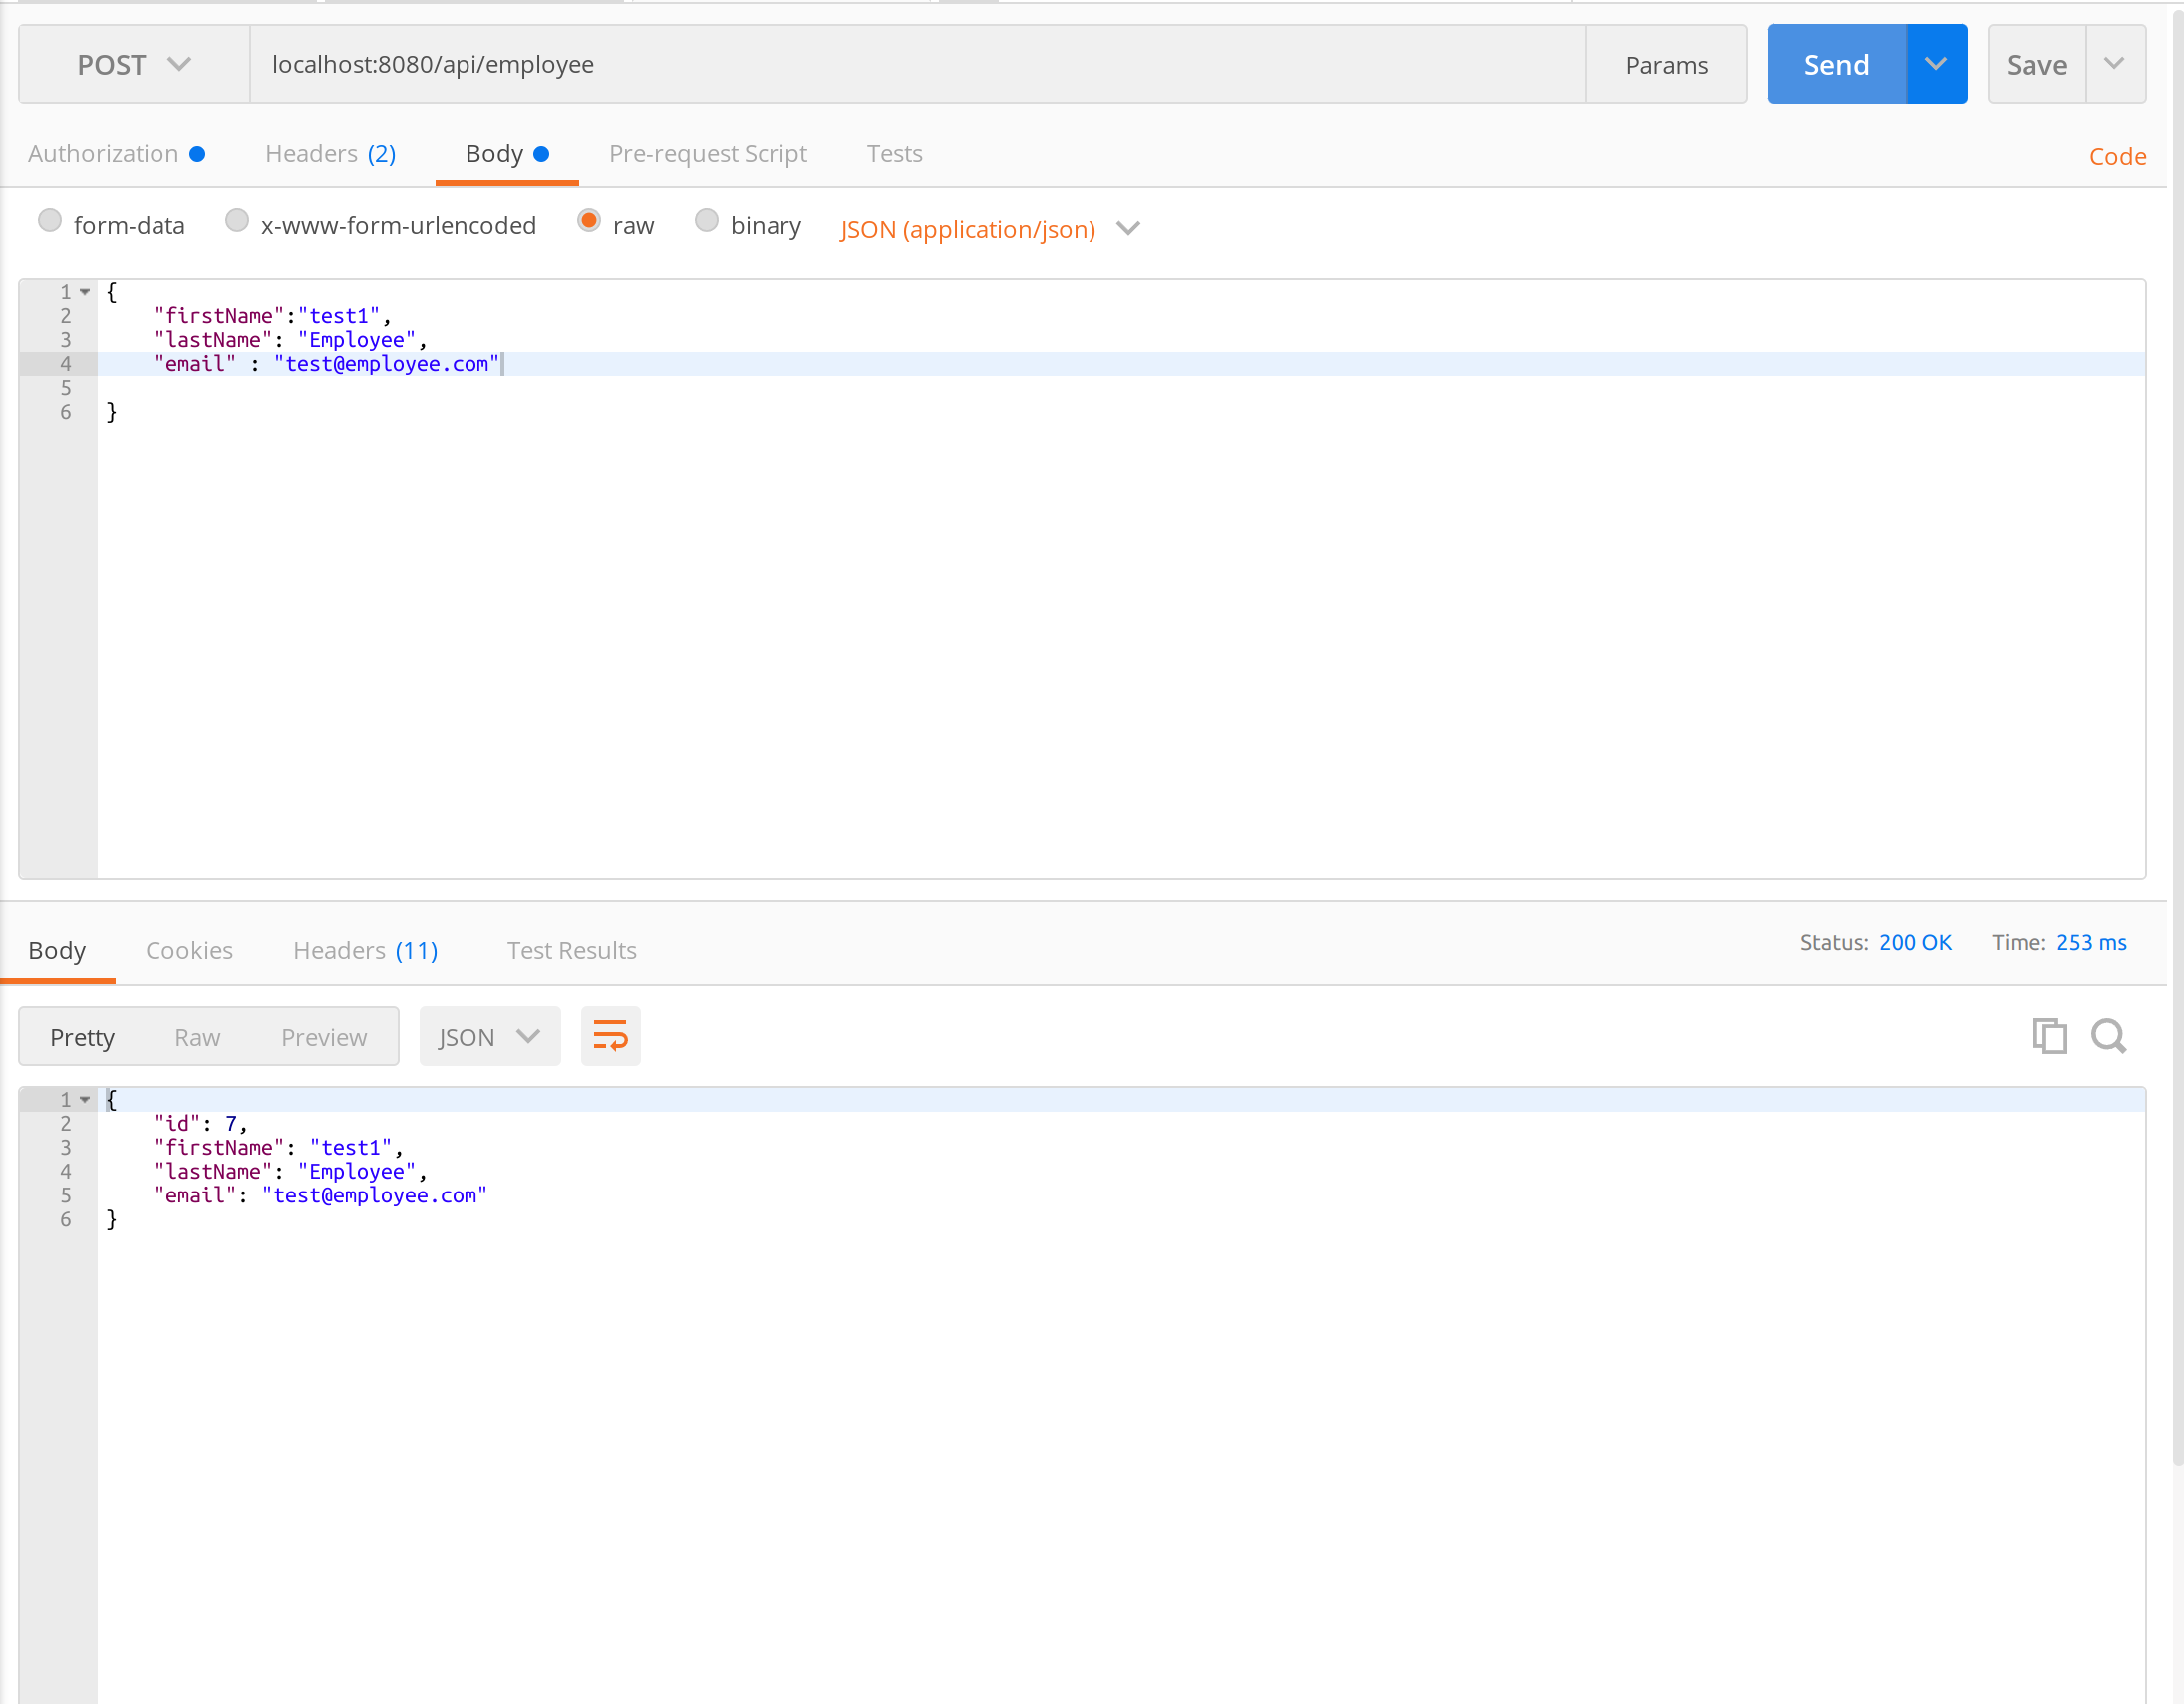 POST localhost:8080/api/employee Params Send Save
Authorization Headers (2) Body Pre-request Script Tests Code
form-data x-www-form-urlencoded raw binary JSON (application/json)
1 {
2 "firstName":"test1",
3 "lastName": "Employee",
4 "email" : "test@employee.com"
5
6 }
Body Cookies Headers (11) Test Results Status: 200 OK Time: 253 ms
Pretty Raw Preview JSON
1 {
2 "id": 7,
3 "firstName": "test1",
4 "lastName": "Employee",
5 "email": "test@employee.com"
6 }